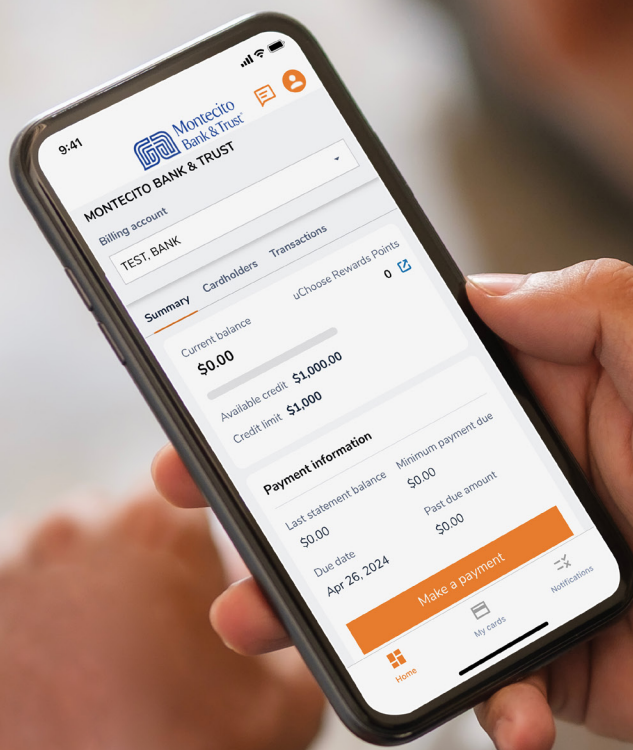 9:41
Montecito
Bank & Trust
MONTECITO BANK & TRUST
Billing account
TEST, BANK
Summary Cardholders Transactions
Current balance uChoose Rewards Points
$0.00 0
Available credit $1,000.00
Credit limit $1,000
Payment information
Last statement balance Minimum payment due
$0.00 $0.00
Due date Past due amount
Apr 26, 2024 $0.00
Make a payment
Home My cards Notifications